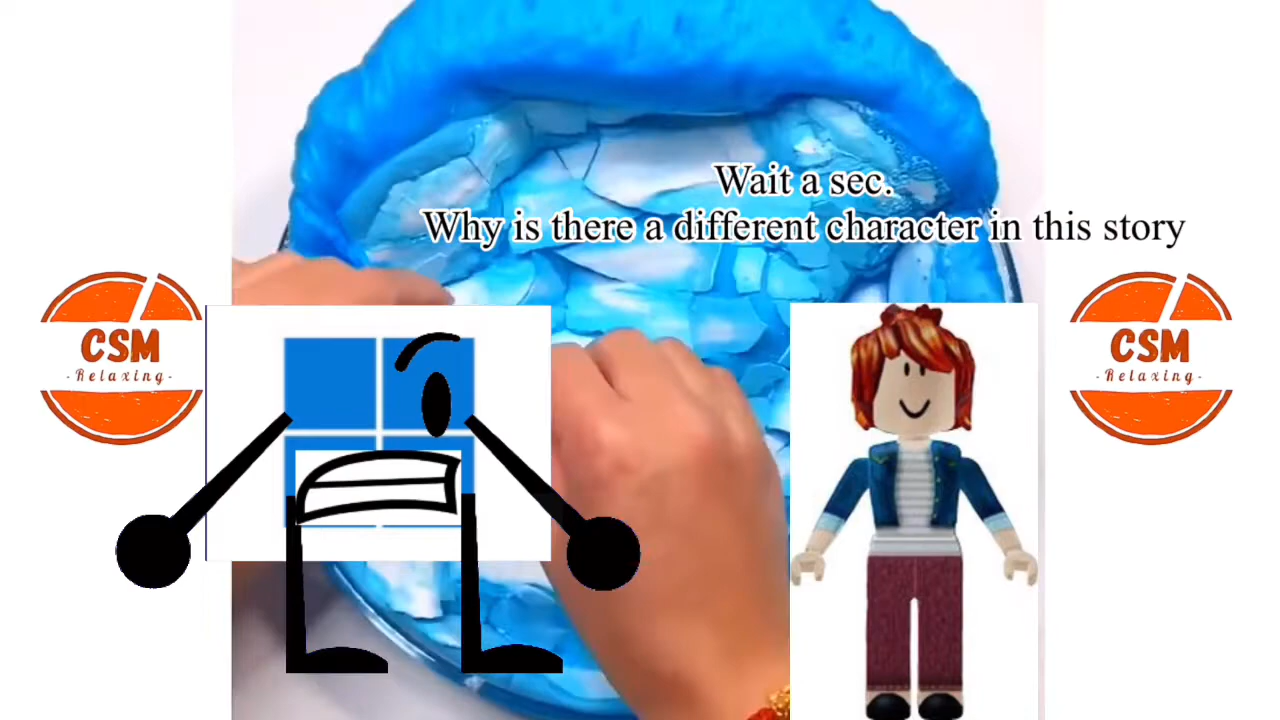 Wait a sec.
Why is there a different character in this story
CSM
-Relaxing-
CSM
-Relaxing-